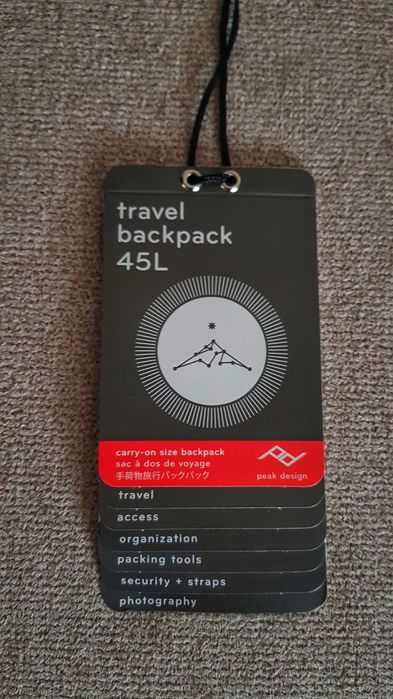 travel
backpack
45L
carry-on size backpack
sac à dos de voyage
手荷物旅行バックパック
peak design
travel
access
organization
packing tools
security + straps
photography